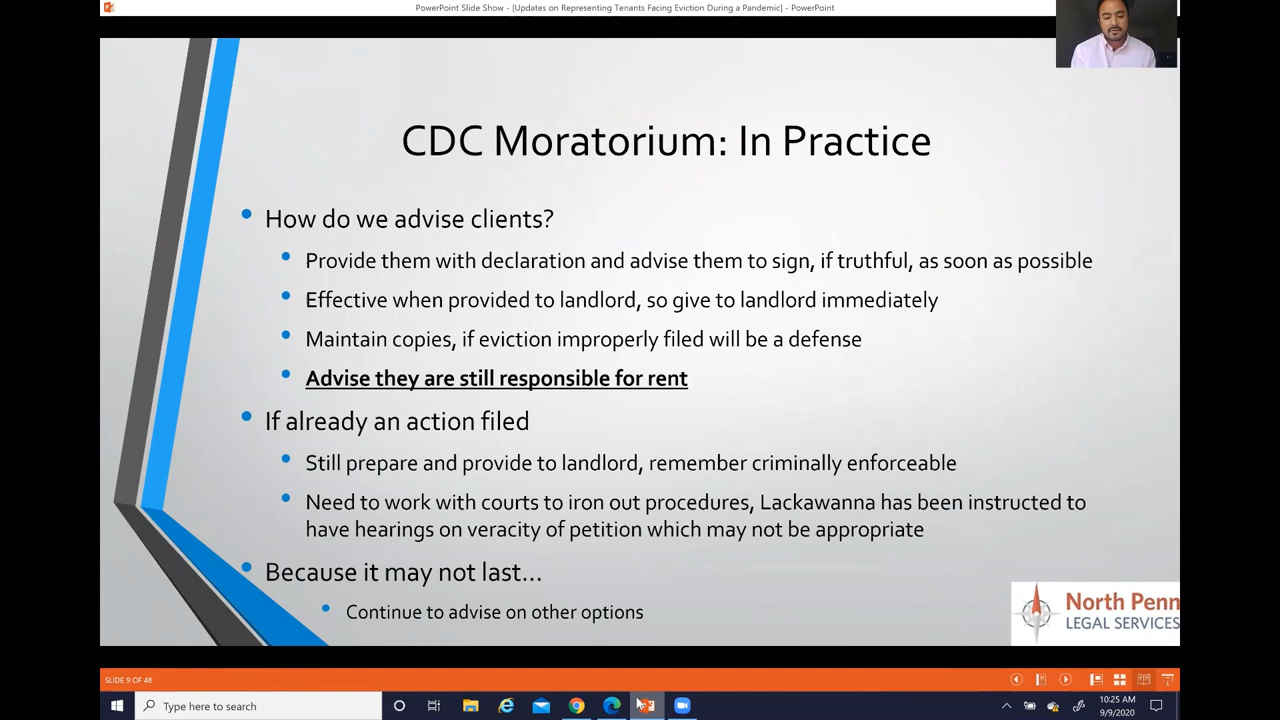 PowerPoint Slide Show - [Updates on Representing Tenants Facing Eviction During a Pandemic] - PowerPoint
CDC Moratorium: In Practice
• How do we advise clients?
• Provide them with declaration and advise them to sign, if truthful, as soon as possible
• Effective when provided to landlord, so give to landlord immediately
• Maintain copies, if eviction improperly filed will be a defense
• Advise they are still responsible for rent
• If already an action filed
• Still prepare and provide to landlord, remember criminally enforceable
• Need to work with courts to iron out procedures, Lackawanna has been instructed to
have hearings on veracity of petition which may not be appropriate
• Because it may not last...
• Continue to advise on other options
North Penn
LEGAL SERVICES
SLIDE 9 OF 48
Type here to search
10:25 AM
9/9/2020